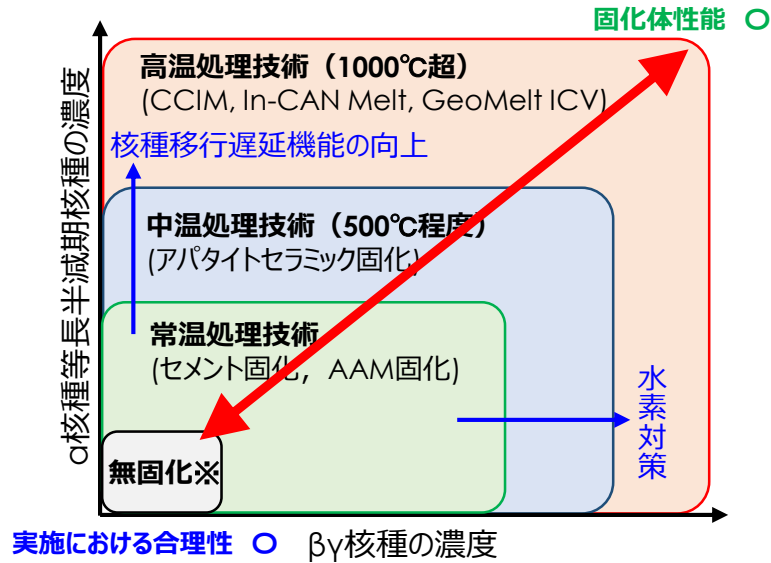 固化体性能 〇
高温処理技術（1000℃超）
(CCIM, In-CAN Melt, GeoMelt ICV)
核種移行遅延機能の向上
中温処理技術（500℃程度）
(アパタイトセラミック固化)
常温処理技術
(セメント固化，AAM固化)
無固化※
α核種等長半減期核種の濃度
水素対策
実施における合理性 〇
βγ核種の濃度